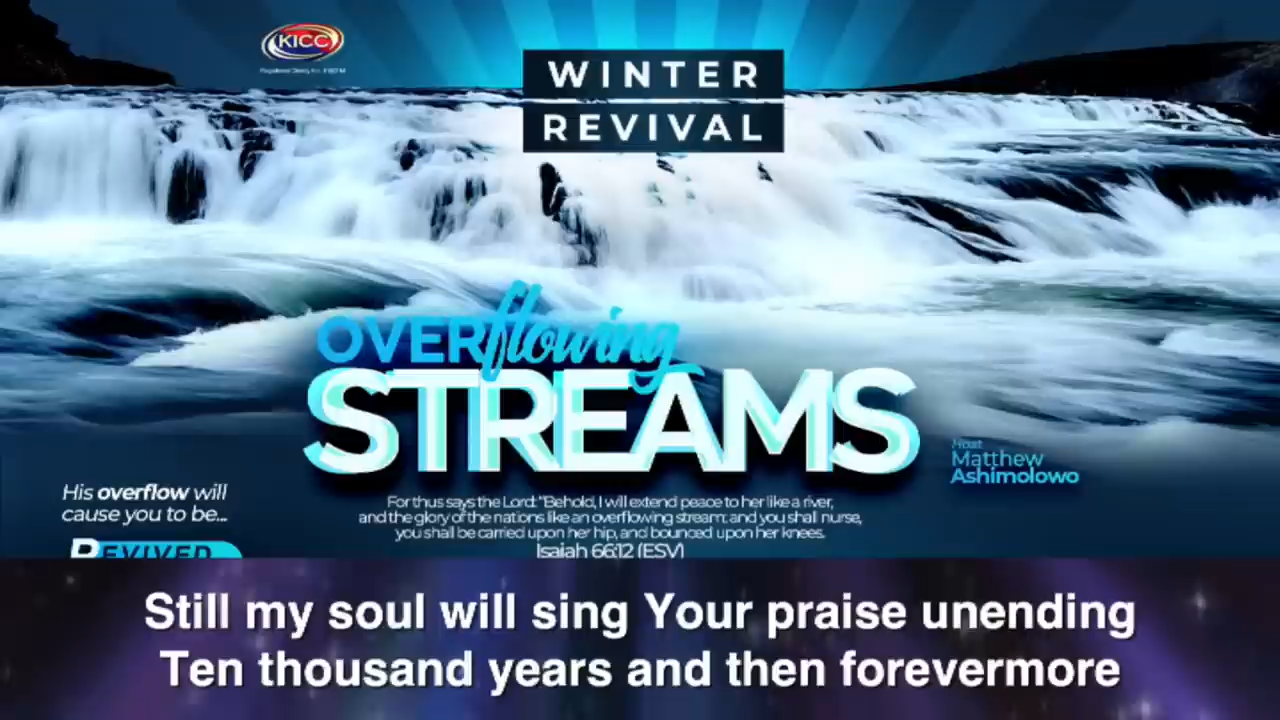 KICC
WINTER
REVIVAL
OVERflowing
STREAMS
Host
Matthew
Ashimolowo
His overflow will
cause you to be...
REVIVED
For thus says the Lord: "Behold, I will extend peace to her like a river,
and the glory of the nations like an overflowing stream; and you shall nurse,
you shall be carried upon her hip, and bounced upon her knees.
Isaiah 66:12 (ESV)
Still my soul will sing Your praise unending
Ten thousand years and then forevermore